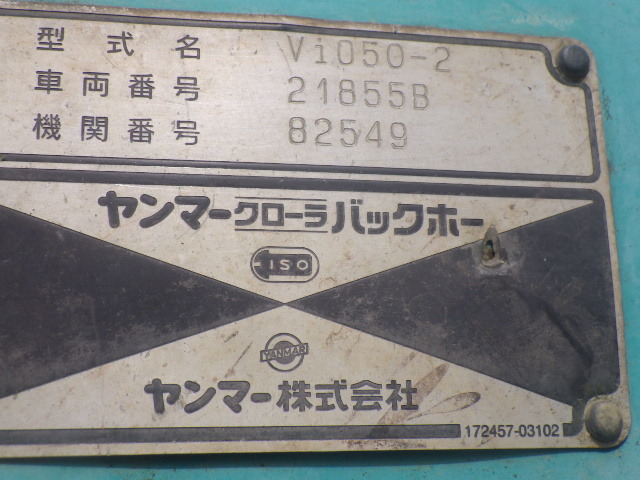 型式名 ViO50-2
車両番号 21855B
機関番号 82549
ヤンマークローラバックホー
ISO
YANMAR
ヤンマー株式会社
172457-03102